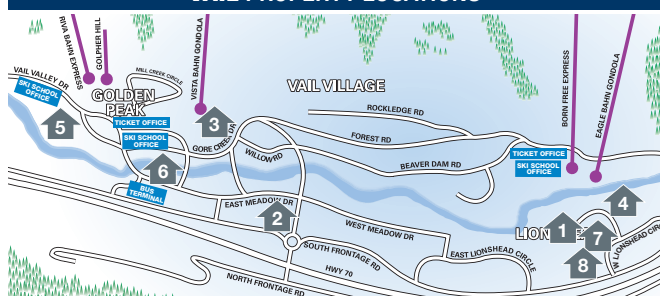 RIVA BAHN EXPRESS
GOLPHER HILL
MILL CREEK CIRCLE
VISTA BAHN GONDOLA
VAIL VILLAGE
BORN FREE EXPRESS
EAGLE BAHN GONDOLA
VAIL VALLEY DR
SKI SCHOOL
OFFICE
GOLDEN
PEAK
TICKET OFFICE
SKI SCHOOL
OFFICE
5
3
GORE CREEK DR
ROCKLEDGE RD
FOREST RD
WILLOW RD
BEAVER DAM RD
TICKET OFFICE
SKI SCHOOL
OFFICE
6
BUS
TERMINAL
EAST MEADOW DR
2
WEST MEADOW DR
SOUTH FRONTAGE RD
HWY 70
NORTH FRONTAGE RD
EAST LIONSHEAD CIRCLE
1
4
7
8